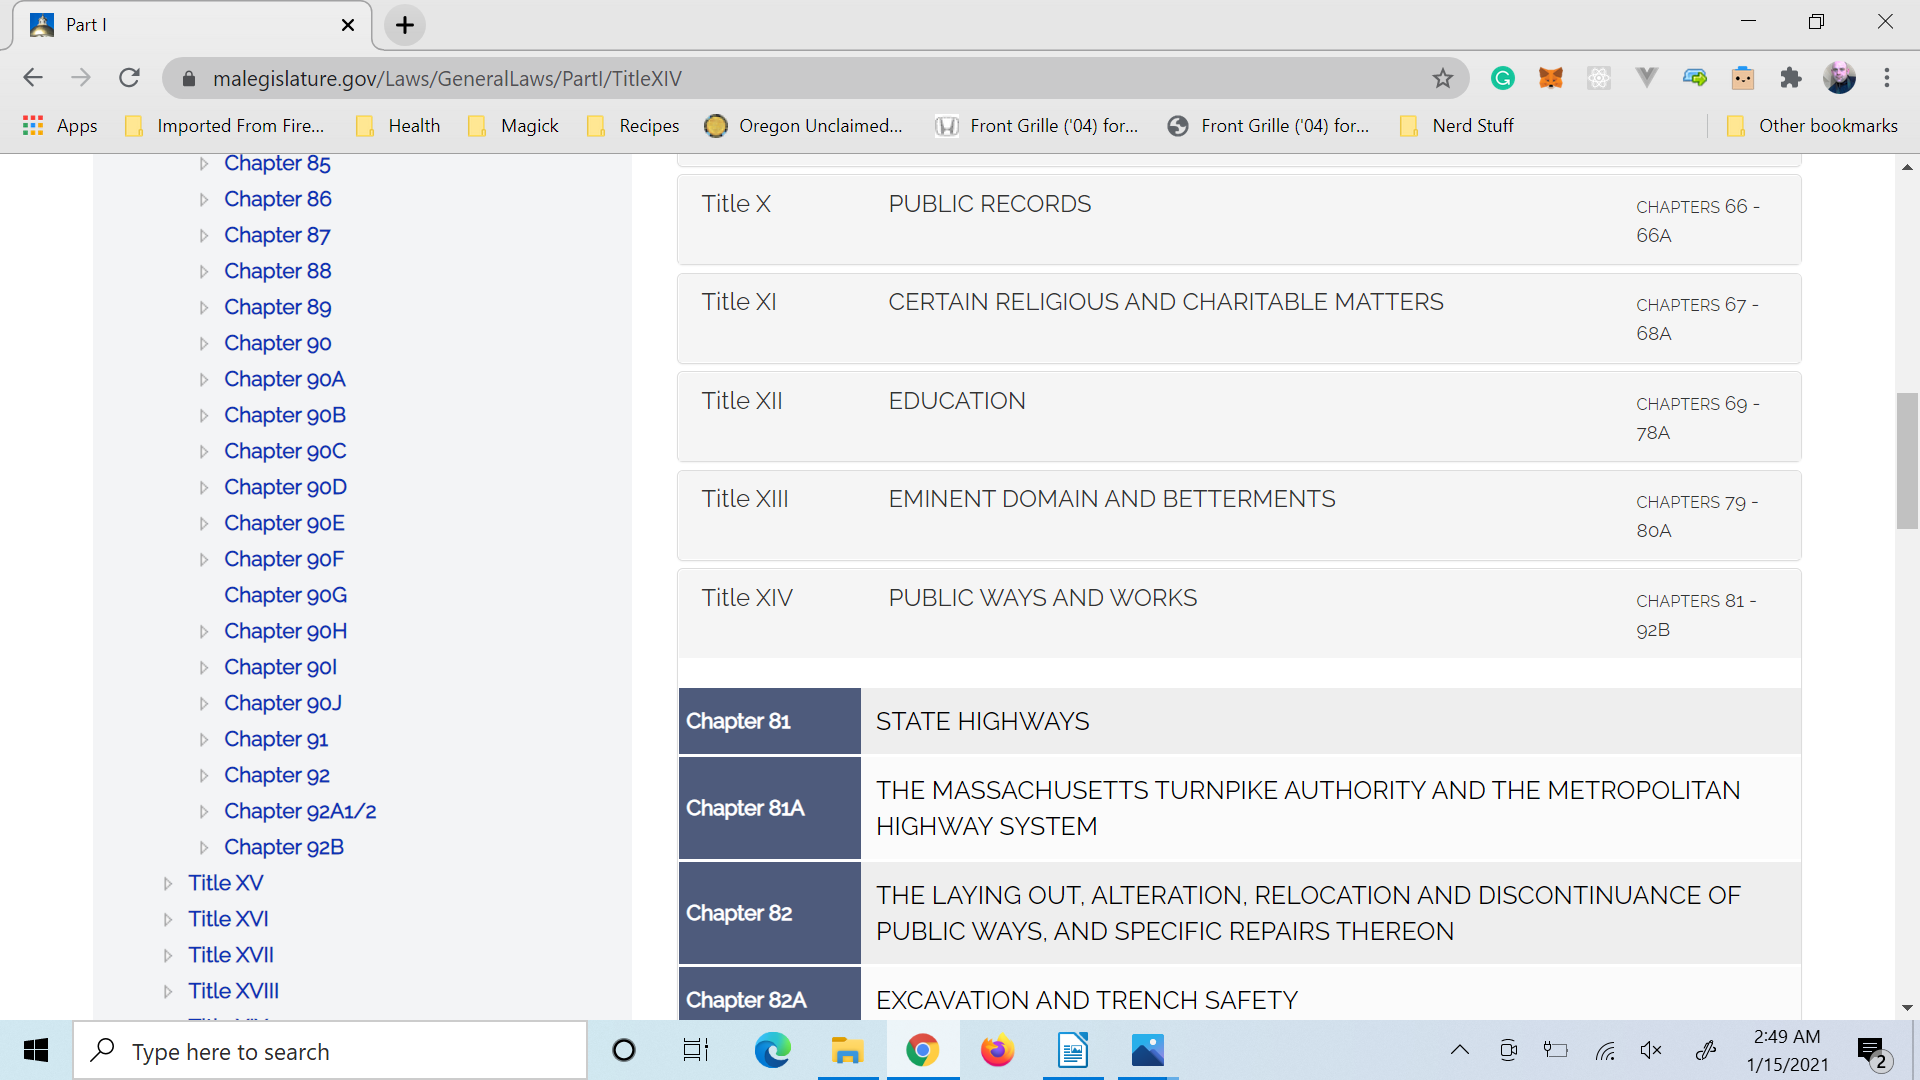 Part I
malegislature.gov/Laws/GeneralLaws/PartI/TitleXIV
Apps
Imported From Fire...
Health
Magick
Recipes
Oregon Unclaimed...
Front Grille ('04) for...
Front Grille ('04) for...
Nerd Stuff
Other bookmarks
Chapter 85
Chapter 86
Chapter 87
Chapter 88
Chapter 89
Chapter 90
Chapter 90A
Chapter 90B
Chapter 90C
Chapter 90D
Chapter 90E
Chapter 90F
Chapter 90G
Chapter 90H
Chapter 90I
Chapter 90J
Chapter 91
Chapter 92
Chapter 92A1/2
Chapter 92B
Title XV
Title XVI
Title XVII
Title XVIII
Title X PUBLIC RECORDS CHAPTERS 66 -
66A
Title XI CERTAIN RELIGIOUS AND CHARITABLE MATTERS CHAPTERS 67 -
68A
Title XII EDUCATION CHAPTERS 69 -
78A
Title XIII EMINENT DOMAIN AND BETTERMENTS CHAPTERS 79 -
80A
Title XIV PUBLIC WAYS AND WORKS CHAPTERS 81 -
92B
Chapter 81 STATE HIGHWAYS
Chapter 81A THE MASSACHUSETTS TURNPIKE AUTHORITY AND THE METROPOLITAN
HIGHWAY SYSTEM
Chapter 82 THE LAYING OUT, ALTERATION, RELOCATION AND DISCONTINUANCE OF
PUBLIC WAYS, AND SPECIFIC REPAIRS THEREON
Chapter 82A EXCAVATION AND TRENCH SAFETY
Type here to search
2:49 AM
1/15/2021
2